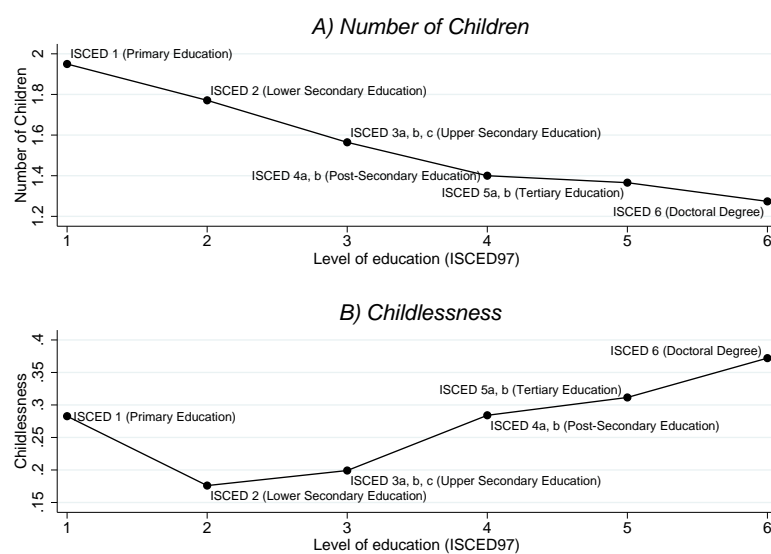 A) Number of Children
Number of Children
2
1.8
1.6
1.4
1.2
ISCED 1 (Primary Education)
ISCED 2 (Lower Secondary Education)
ISCED 3a, b, c (Upper Secondary Education)
ISCED 4a, b (Post-Secondary Education)
ISCED 5a, b (Tertiary Education)
ISCED 6 (Doctoral Degree)
1 2 3 4 5 6
Level of education (ISCED97)
B) Childlessness
Childlessness
.4
.35
.3
.25
.2
.15
ISCED 6 (Doctoral Degree)
ISCED 5a, b (Tertiary Education)
ISCED 1 (Primary Education)
ISCED 4a, b (Post-Secondary Education)
ISCED 3a, b, c (Upper Secondary Education)
ISCED 2 (Lower Secondary Education)
1 2 3 4 5 6
Level of education (ISCED97)